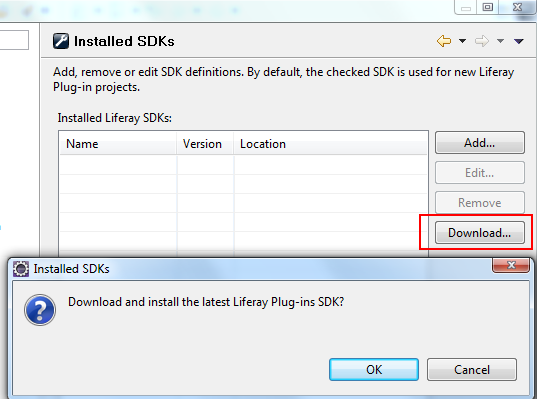 Installed SDKs
Add, remove or edit SDK definitions. By default, the checked SDK is used for new Liferay
Plug-in projects.
Installed Liferay SDKs:
Name Version Location
Add...
Edit...
Remove
Download...
Installed SDKs
Download and install the latest Liferay Plug-ins SDK?
OK Cancel